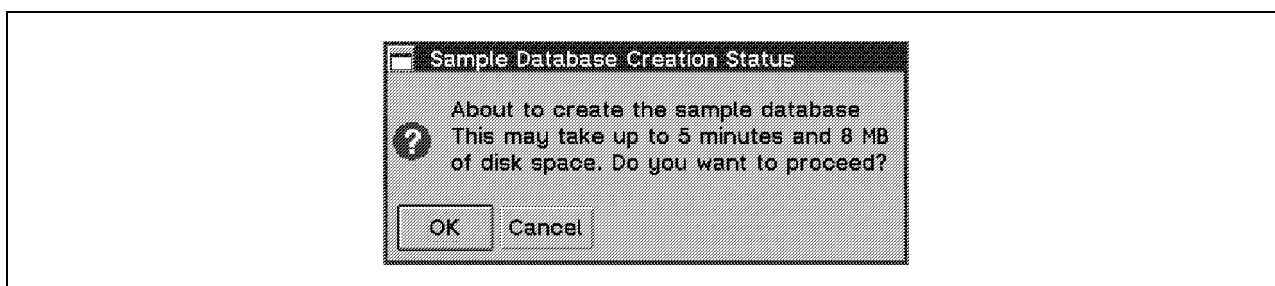 Sample Database Creation Status
About to create the sample database
This may take up to 5 minutes and 8 MB
of disk space. Do you want to proceed?
OK Cancel